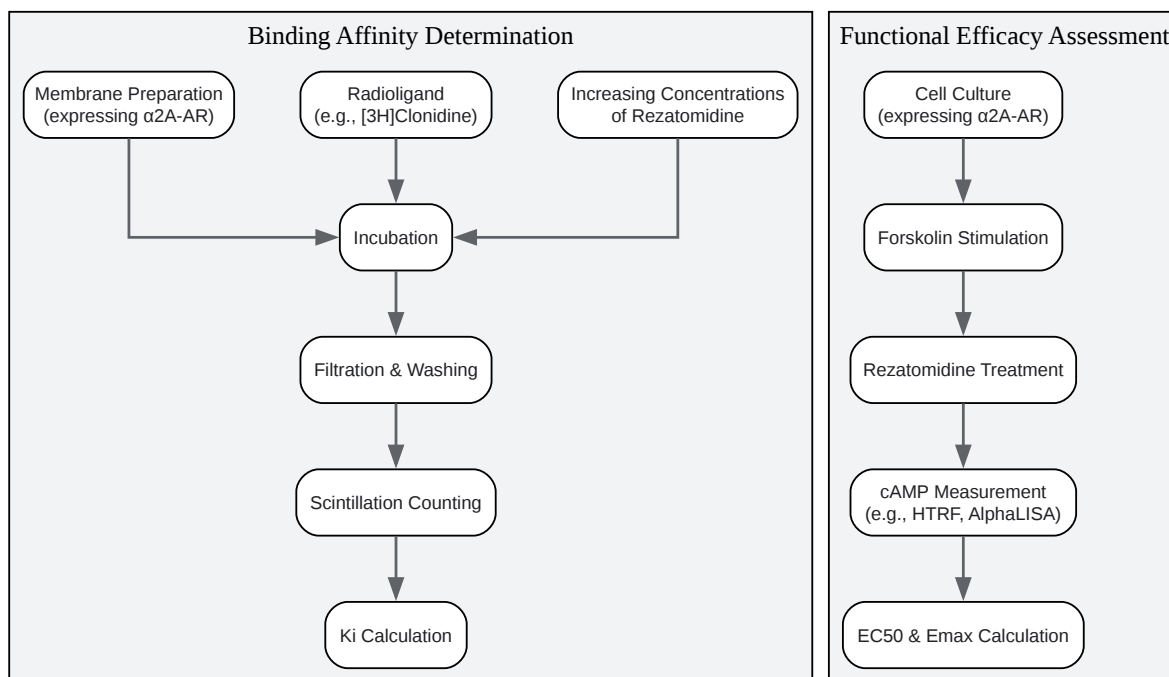 Binding Affinity Determination
Membrane Preparation
(expressing α2A-AR)
Radioligand
(e.g., [3H]Clonidine)
Increasing Concentrations
of Rezatomidine
Incubation
Filtration & Washing
Scintillation Counting
Ki Calculation
Functional Efficacy Assessment
Cell Culture
(expressing α2A-AR)
Forskolin Stimulation
Rezatomidine Treatment
cAMP Measurement
(e.g., HTRF, AlphaLISA)
EC50 & Emax Calculation